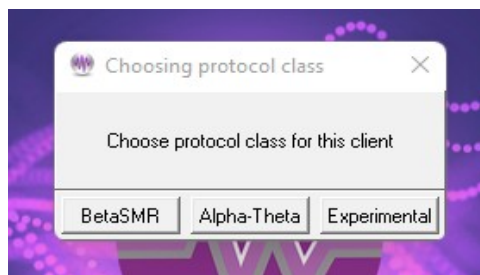 Choosing protocol class
Choose protocol class for this client
BetaSMR Alpha-Theta Experimental